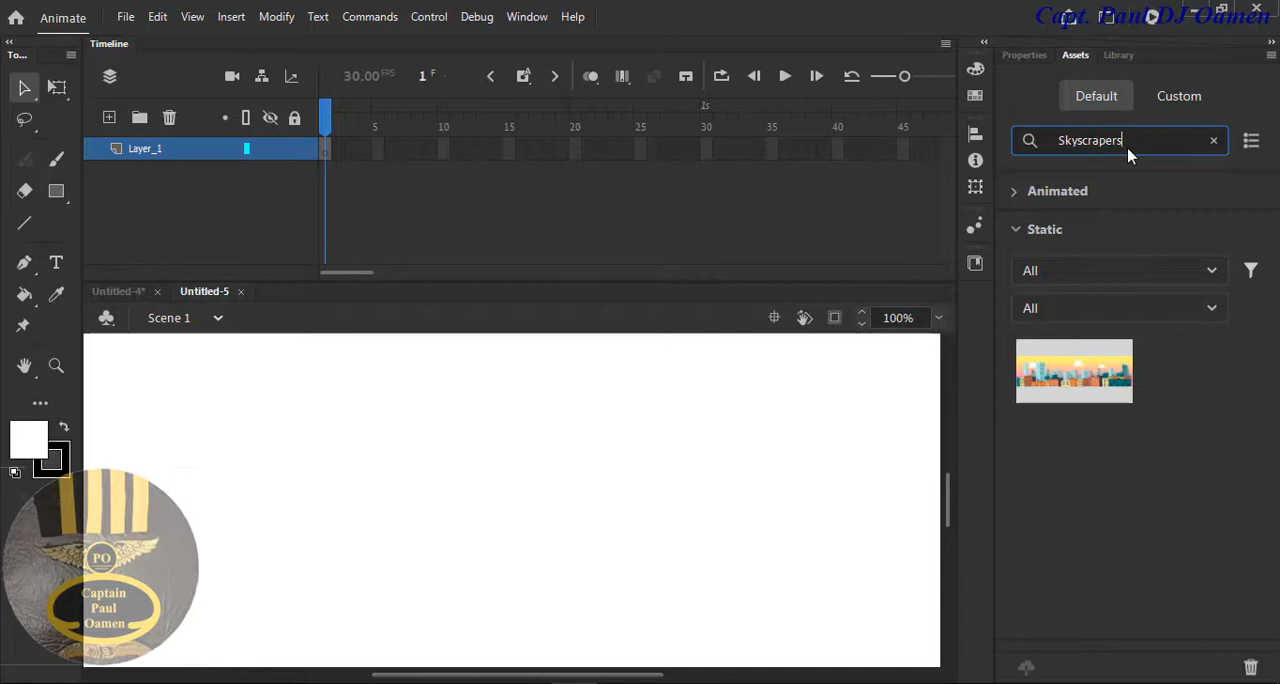 Animate
File
Edit
View
Insert
Modify
Text
Commands
Control
Debug
Window
Help
Capt. Paul DJ Oamen
To...
Timeline
Properties
Assets
Library
30.00 FPS
1 F
Default
Custom
1s
5
10
15
20
25
30
35
40
45
Layer_1
Skyscrapers
Animated
Static
All
All
Untitled-4*
Untitled-5
Scene 1
100%
T
PO
Captain
Paul
Oamen